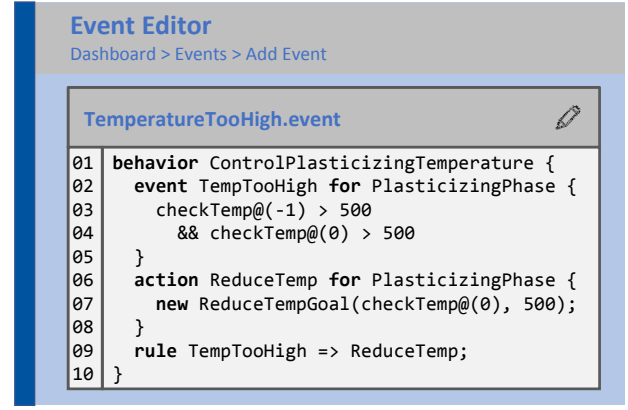 Event Editor
Dashboard > Events > Add Event
TemperatureTooHigh.event
01 behavior ControlPlasticizingTemperature {
02   event TempTooHigh for PlasticizingPhase {
03     checkTemp@(-1) > 500
04       && checkTemp@(0) > 500
05   }
06   action ReduceTemp for PlasticizingPhase {
07     new ReduceTempGoal(checkTemp@(0), 500);
08   }
09   rule TempTooHigh => ReduceTemp;
10 }